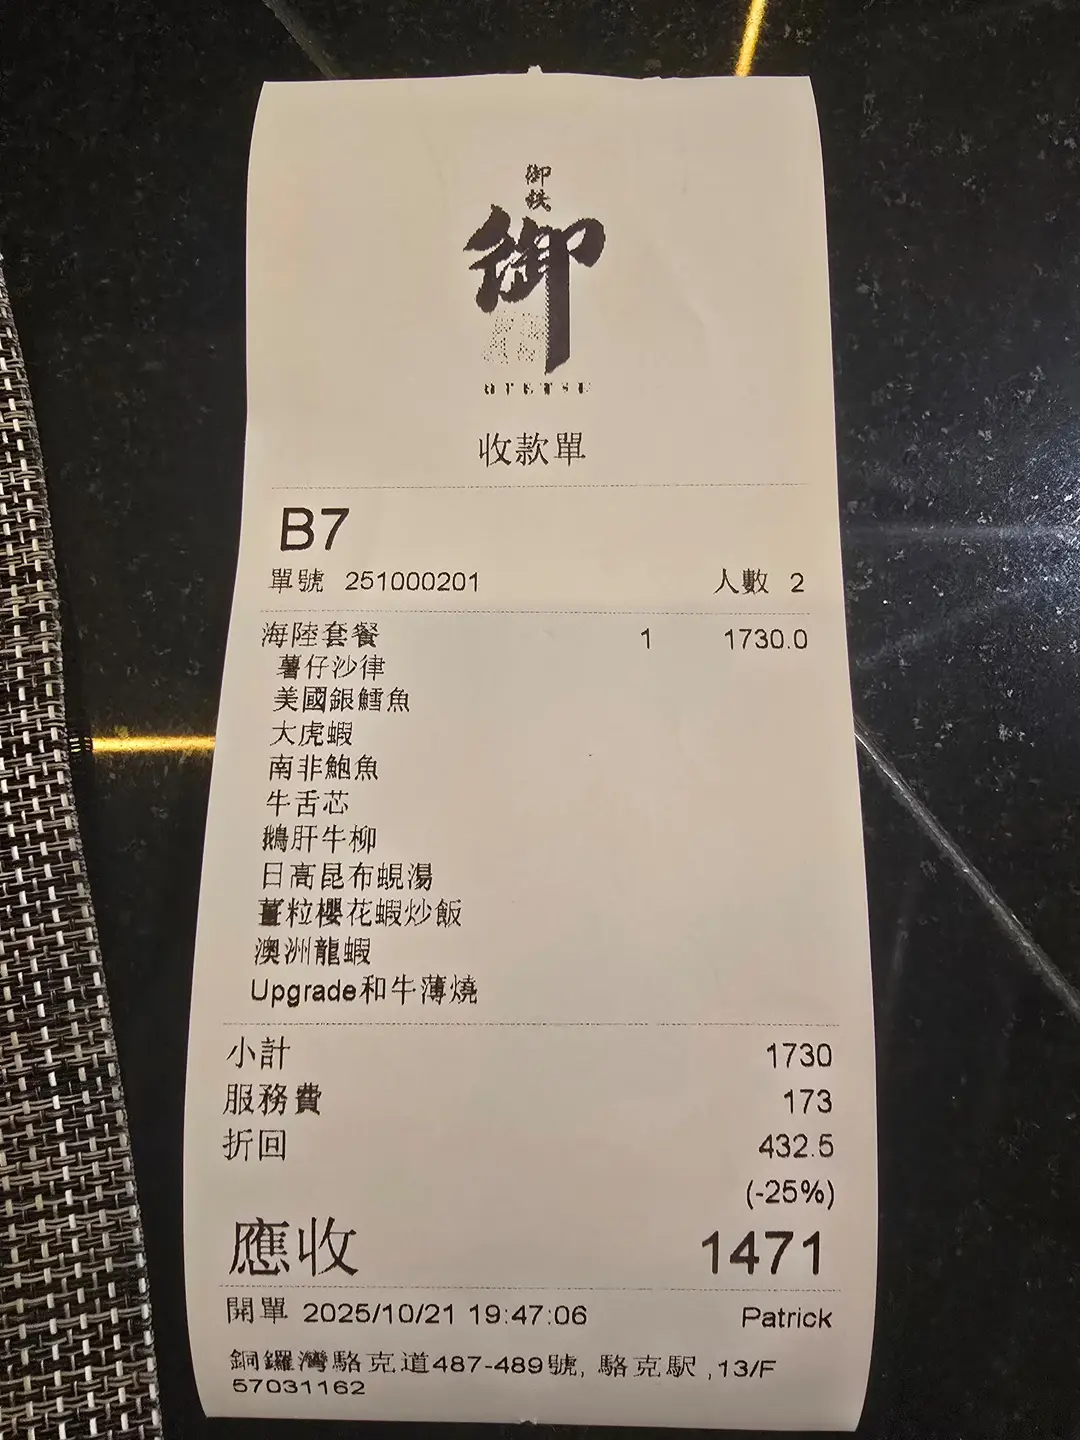 御
鉄
御
收款單
B7
單號 251000201 人數 2
海陸套餐 1 1730.0
薯仔沙律
美國銀鱈魚
大虎蝦
南非鮑魚
牛舌芯
鵝肝牛柳
日高昆布蜆湯
薑粒櫻花蝦炒飯
澳洲龍蝦
Upgrade和牛薄燒
小計 1730
服務費 173
折回 432.5
(-25%)
應收 1471
開單 2025/10/21 19:47:06 Patrick
銅鑼灣駱克道487-489號, 駱克駅 ,13/F
57031162